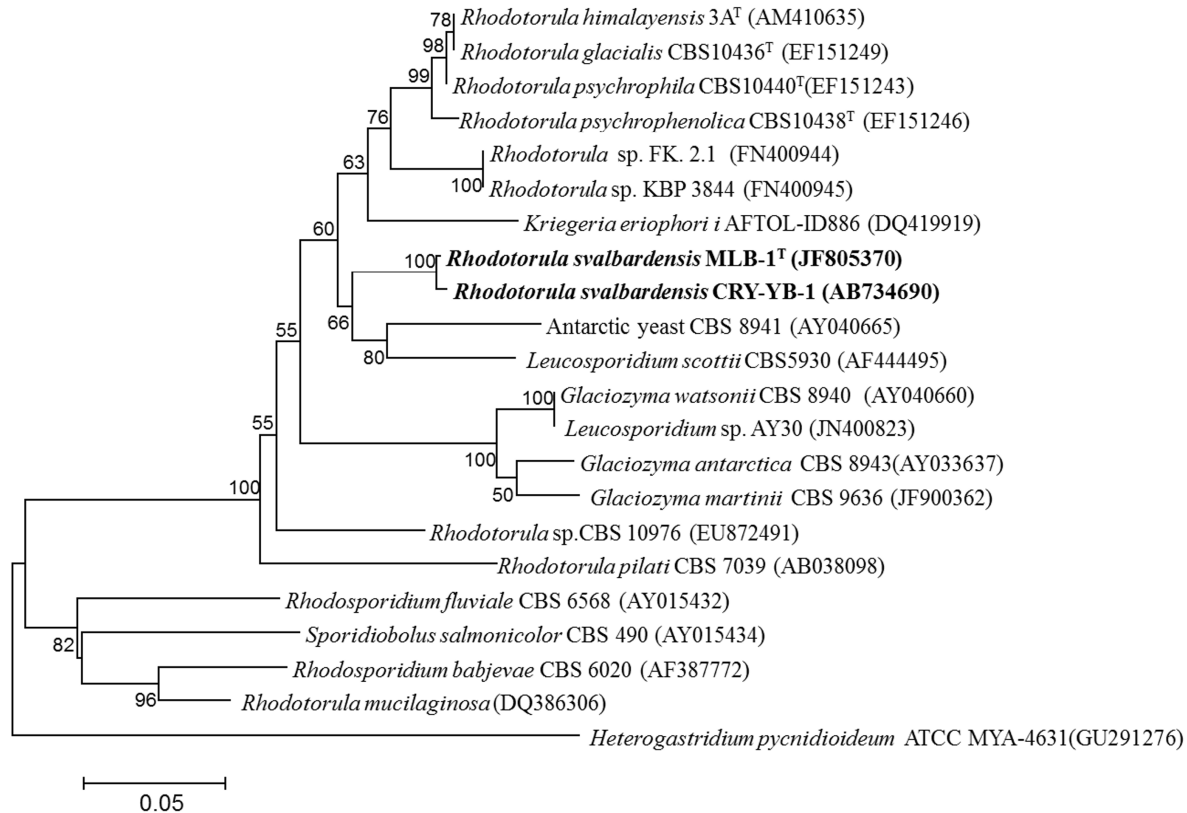 78 Rhodotorula himalayensis 3Aᵀ (AM410635)
98 Rhodotorula glacialis CBS10436ᵀ (EF151249)
99 Rhodotorula psychrophila CBS10440ᵀ(EF151243)
76 Rhodotorula psychrophenolica CBS10438ᵀ (EF151246)
63 Rhodotorula sp. FK. 2.1 (FN400944)
100 Rhodotorula sp. KBP 3844 (FN400945)
60 Kriegeria eriophori i AFTOL-ID886 (DQ419919)
100 Rhodotorula svalbardensis MLB-1ᵀ (JF805370)
Rhodotorula svalbardensis CRY-YB-1 (AB734690)
55 66 Antarctic yeast CBS 8941 (AY040665)
80 Leucosporidium scottii CBS5930 (AF444495)
100 Glaciozyma watsonii CBS 8940 (AY040660)
55 Leucosporidium sp. AY30 (JN400823)
100 Glaciozyma antarctica CBS 8943(AY033637)
100 50 Glaciozyma martinii CBS 9636 (JF900362)
Rhodotorula sp.CBS 10976 (EU872491)
Rhodotorula pilati CBS 7039 (AB038098)
Rhodosporidium fluviale CBS 6568 (AY015432)
82 Sporidiobolus salmonicolor CBS 490 (AY015434)
Rhodosporidium babjevae CBS 6020 (AF387772)
96 Rhodotorula mucilaginosa (DQ386306)
Heterogastridium pycnidioideum ATCC MYA-4631(GU291276)
0.05